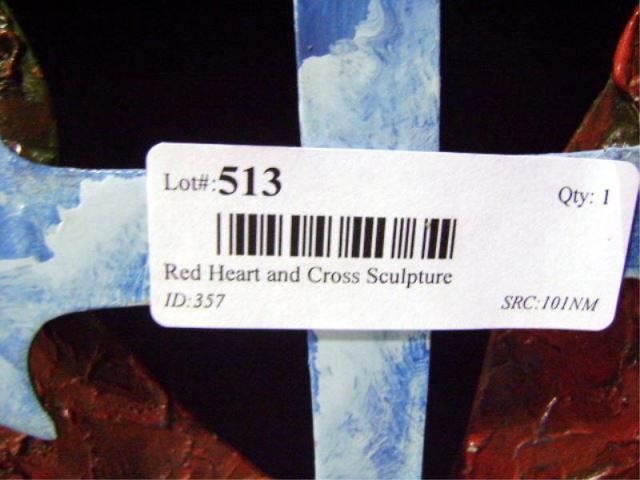 Lot#:513
Qty: 1
Red Heart and Cross Sculpture
ID:357
SRC:101NM